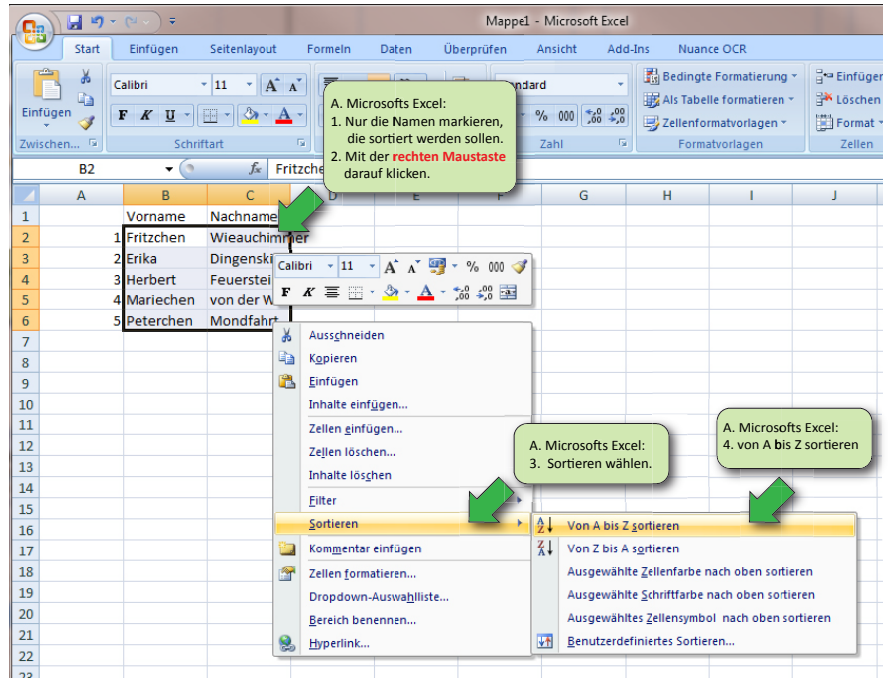 Mappe1 - Microsoft Excel
Start Einfügen Seitenlayout Formeln Daten Überprüfen Ansicht Add-Ins Nuance OCR
Calibri 11 A A
Bedingte Formatierung
Einfügen
Als Tabelle formatieren
Löschen
Einfügen
F K U A % 000 ,00 ,00
Zellenformatvorlagen
Format
Zwischen... Schriftart Zahl Formatvorlagen Zellen
A. Microsofts Excel:
1. Nur die Namen markieren,
die sortiert werden sollen.
2. Mit der rechten Maustaste
darauf klicken.
B2 fx
A B C D E F G H I J
1 Vorname Nachname
2 1 Fritzchen Wieauchimmer
3 2 Erika
4 3 Herbert
5 4 Mariechen von der
6 5 Peterchen Mondfahrt
7
8
9
10
11
12
13
14
15
16
17
18
19
20
21
22
23
Calibri 11 A A % 000
F K A ,00 ,00
Ausschneiden
Kopieren
Einfügen
Inhalte einfügen...
Zellen einfügen...
Zellen löschen...
Inhalte löschen
Filter
Sortieren
Kommentar einfügen
Zellen formatieren...
Dropdown-Auswahlliste...
Bereich benennen...
Hyperlink...
A. Microsofts Excel:
3. Sortieren wählen.
A. Microsofts Excel:
4. von A bis Z sortieren
Von A bis Z sortieren
Von Z bis A sortieren
Ausgewählte Zellenfarbe nach oben sortieren
Ausgewählte Schriftfarbe nach oben sortieren
Ausgewähltes Zellensymbol nach oben sortieren
Benutzerdefiniertes Sortieren...